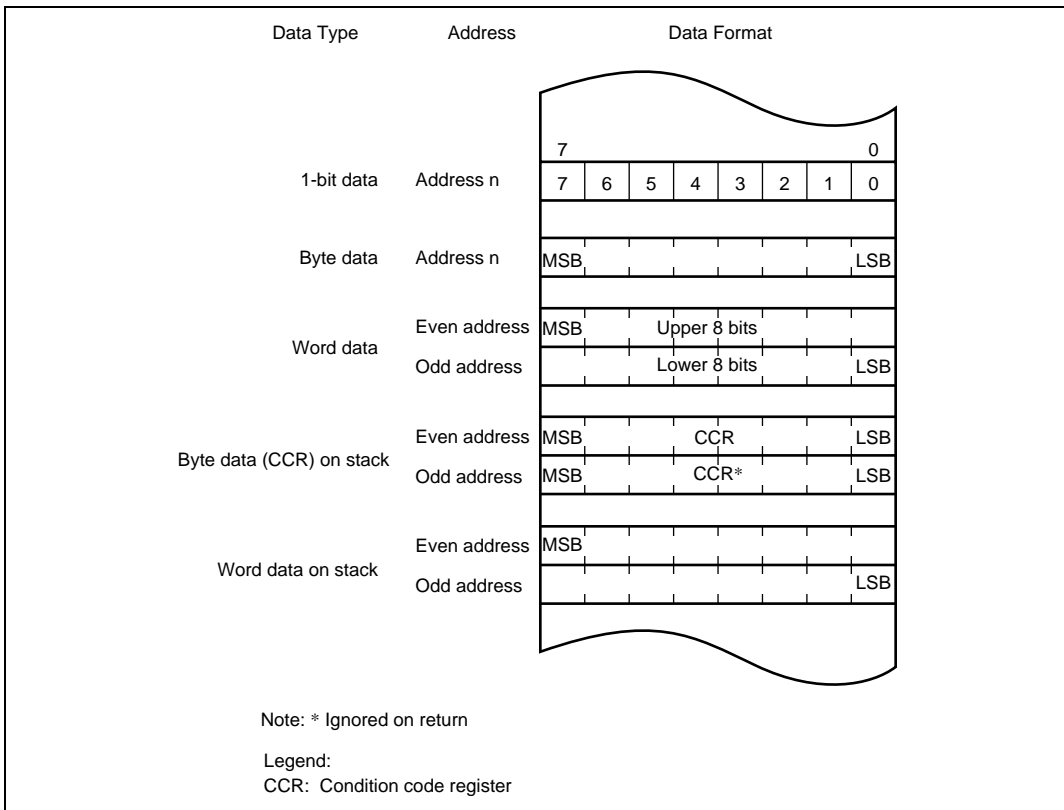 Data Type Address Data Format
7 0
1-bit data Address n 7 6 5 4 3 2 1 0
Byte data Address n MSB LSB
Word data
Even address MSB Upper 8 bits
Odd address Lower 8 bits LSB
Byte data (CCR) on stack
Even address MSB CCR LSB
Odd address MSB CCR* LSB
Word data on stack
Even address MSB
Odd address LSB
Note: * Ignored on return
Legend:
CCR: Condition code register